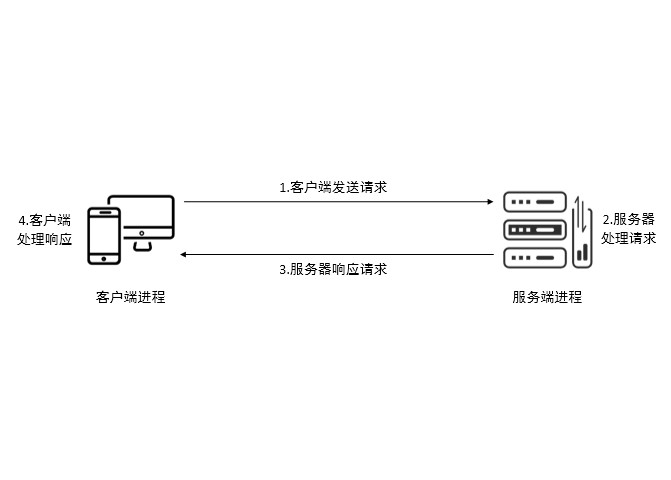 1.客户端发送请求
4.客户端
处理响应
2.服务器
处理请求
3.服务器响应请求
客户端进程
服务端进程